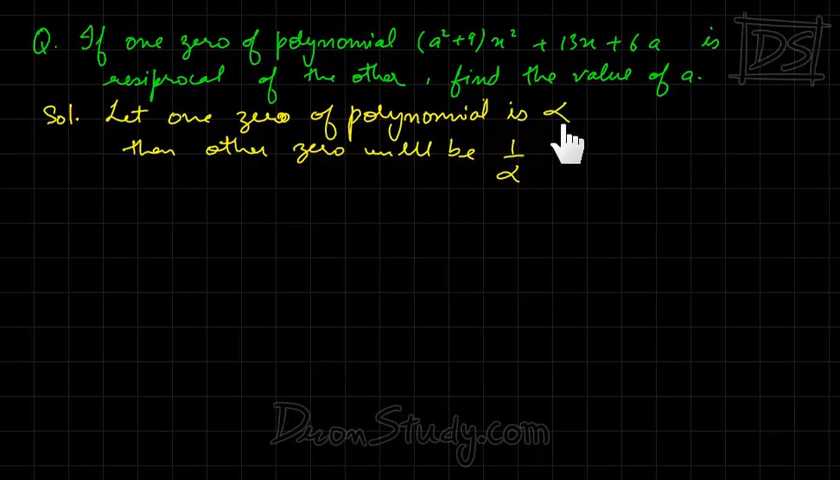 Q. If one zero of polynomial (a²+9)x² + 13x + 6a is
resiprocal of the other, find the value of a.
Sol. Let one zero of polynomial is α
then other zero will be 1/α
DS
DronStudy.com